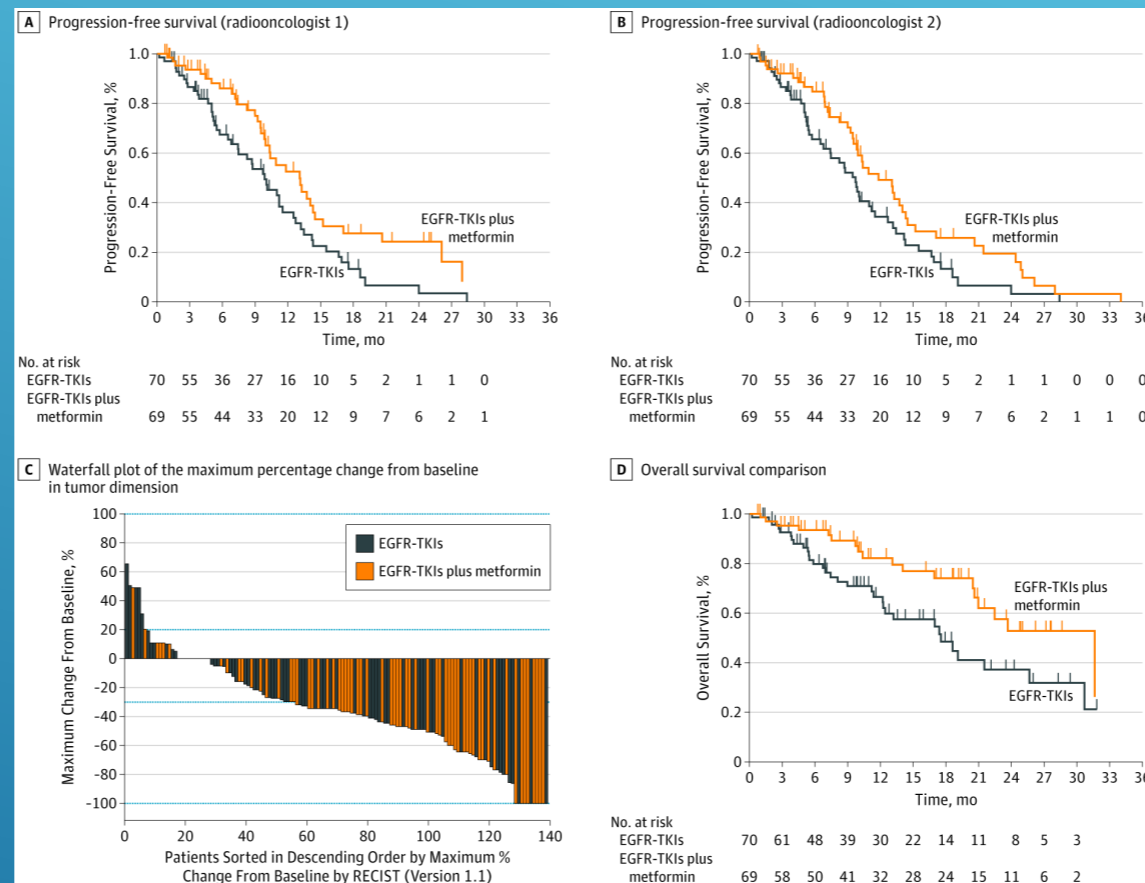 A Progression-free survival (radiooncologist 1)
Progression-Free Survival, %
1.0
0.8
0.6
0.4
0.2
0
EGFR-TKIs plus
metformin
EGFR-TKIs
0 3 6 9 12 15 18 21 24 27 30 33 36
Time, mo
No. at risk
EGFR-TKIs 70 55 36 27 16 10 5 2 1 1 0
EGFR-TKIs plus
metformin 69 55 44 33 20 12 9 7 6 2 1
B Progression-free survival (radiooncologist 2)
Progression-Free Survival, %
1.0
0.8
0.6
0.4
0.2
0
EGFR-TKIs plus
metformin
EGFR-TKIs
0 3 6 9 12 15 18 21 24 27 30 33 36
Time, mo
No. at risk
EGFR-TKIs 70 55 36 27 16 10 5 2 1 1 0 0 0
EGFR-TKIs plus
metformin 69 55 44 33 20 12 9 7 6 2 1 1 0
C Waterfall plot of the maximum percentage change from baseline
in tumor dimension
Maximum Change From Baseline, %
100
80
60
40
20
0
-20
-40
-60
-80
-100
EGFR-TKIs
EGFR-TKIs plus metformin
0 20 40 60 80 100 120 140
Patients Sorted in Descending Order by Maximum %
Change From Baseline by RECIST (Version 1.1)
D Overall survival comparison
Overall Survival, %
1.0
0.8
0.6
0.4
0.2
0
EGFR-TKIs plus
metformin
EGFR-TKIs
0 3 6 9 12 15 18 21 24 27 30 33 36
Time, mo
No. at risk
EGFR-TKIs 70 61 48 39 30 22 14 11 8 5 3
EGFR-TKIs plus
metformin 69 58 50 41 32 28 24 15 11 6 2